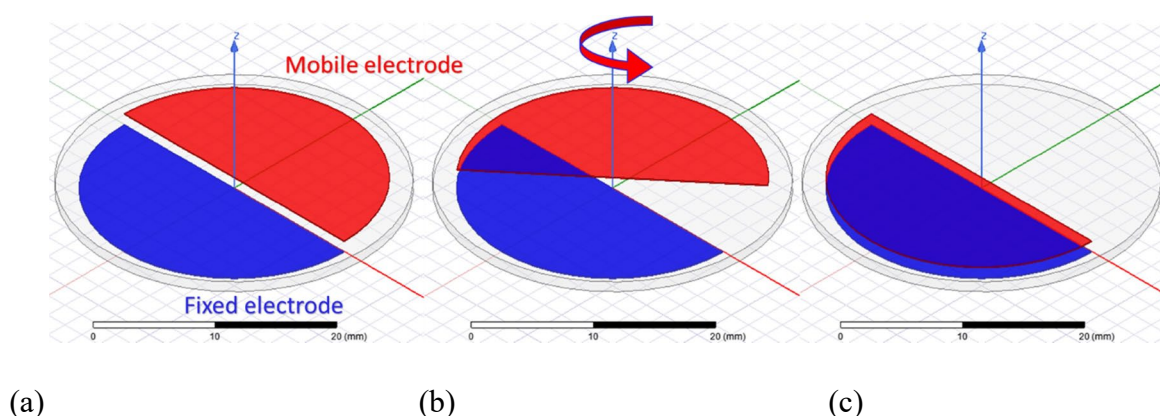 z z z
Mobile electrode
Fixed electrode
0 10 20 (mm) 0 10 20 (mm) 0 10 20 (mm)
(a) (b) (c)